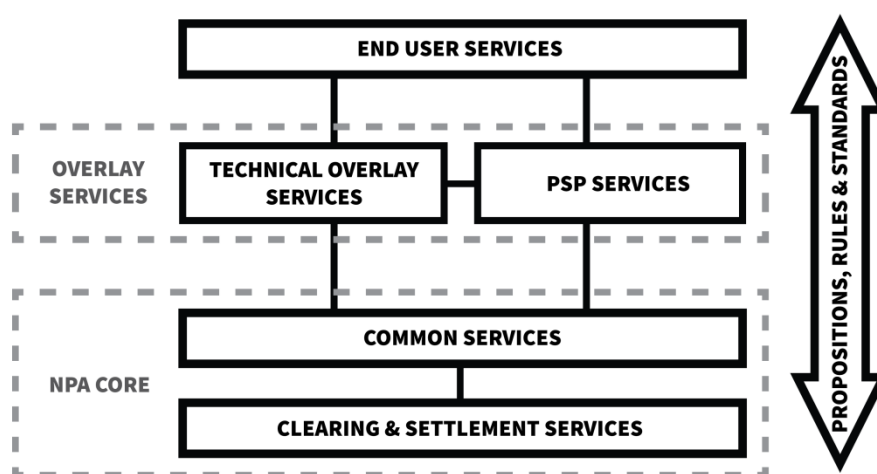 END USER SERVICES
OVERLAY
SERVICES
TECHNICAL OVERLAY
SERVICES
PSP SERVICES
NPA CORE
COMMON SERVICES
CLEARING & SETTLEMENT SERVICES
PROPOSITIONS, RULES & STANDARDS